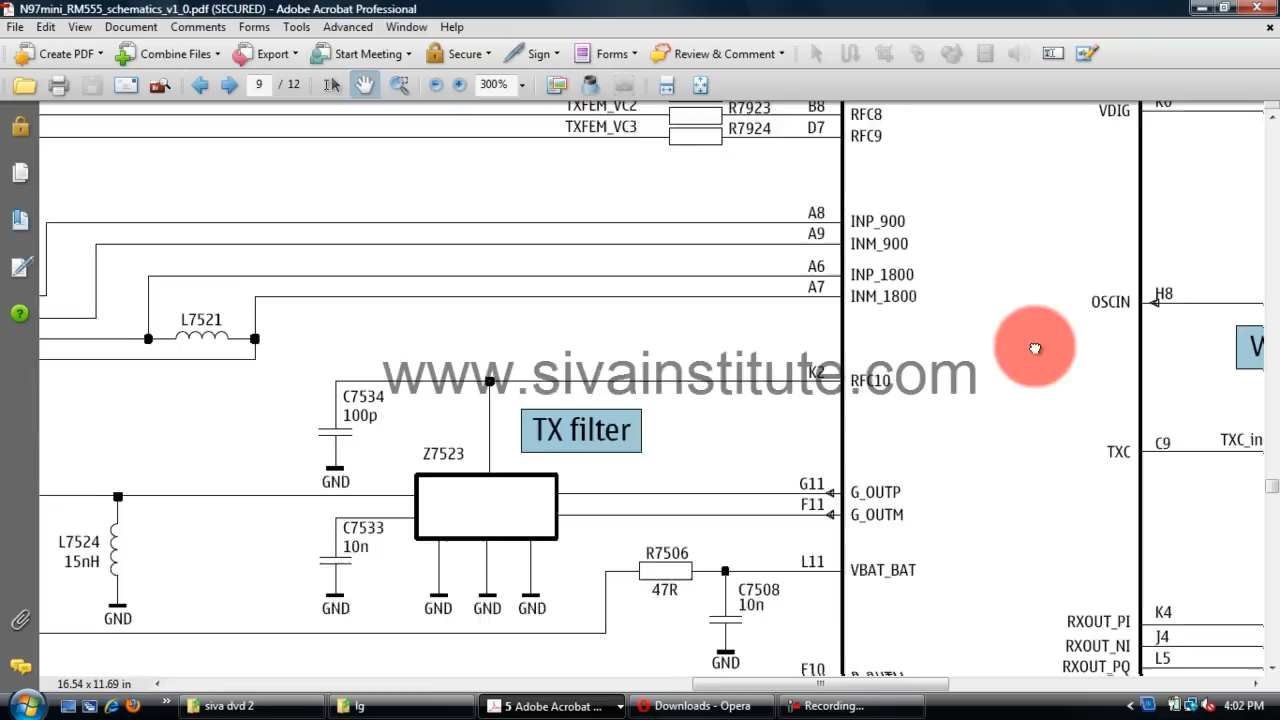 N97mini_RM555_schematics_v1_0.pdf (SECURED) - Adobe Acrobat Professional
File Edit View Document Comments Forms Tools Advanced Window Help
Create PDF Combine Files Export Start Meeting Secure Sign Forms Review & Comment
9 / 12 300%
TXFEM_VC2 R7923 B8 RFC8 VDIG K6
TXFEM_VC3 R7924 D7 RFC9
A8 INP_900
A9 INM_900
A6 INP_1800
A7 INM_1800
OSCIN H8
L7521
W
www.sivainstitute.com
K2 RFC10
C7534
100p
TX filter
GND
Z7523
TXC C9 TXC_in
G11 G_OUTP
F11 G_OUTM
C7533
10n
L7524
15nH
R7506
47R
L11 VBAT_BAT
C7508
10n
GND GND GND GND
GND
GND
RXOUT_PI K4
RXOUT_NI J4
RXOUT_PQ L5
F10
16.54 x 11.69 in
siva dvd 2 lg 5 Adobe Acrobat ... Downloads - Opera Recording... 4:02 PM